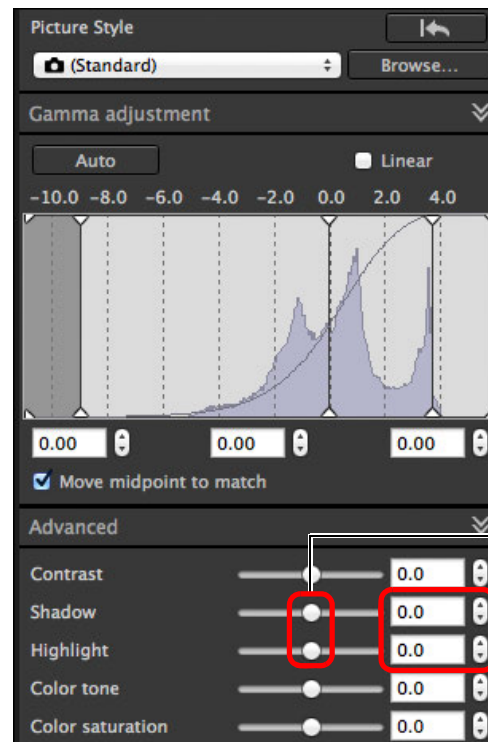 Picture Style
(Standard) Browse...
Gamma adjustment
Auto Linear
-10.0 -8.0 -6.0 -4.0 -2.0 0.0 2.0 4.0
0.00 0.00 0.00
Move midpoint to match
Advanced
Contrast 0.0
Shadow 0.0
Highlight 0.0
Color tone 0.0
Color saturation 0.0